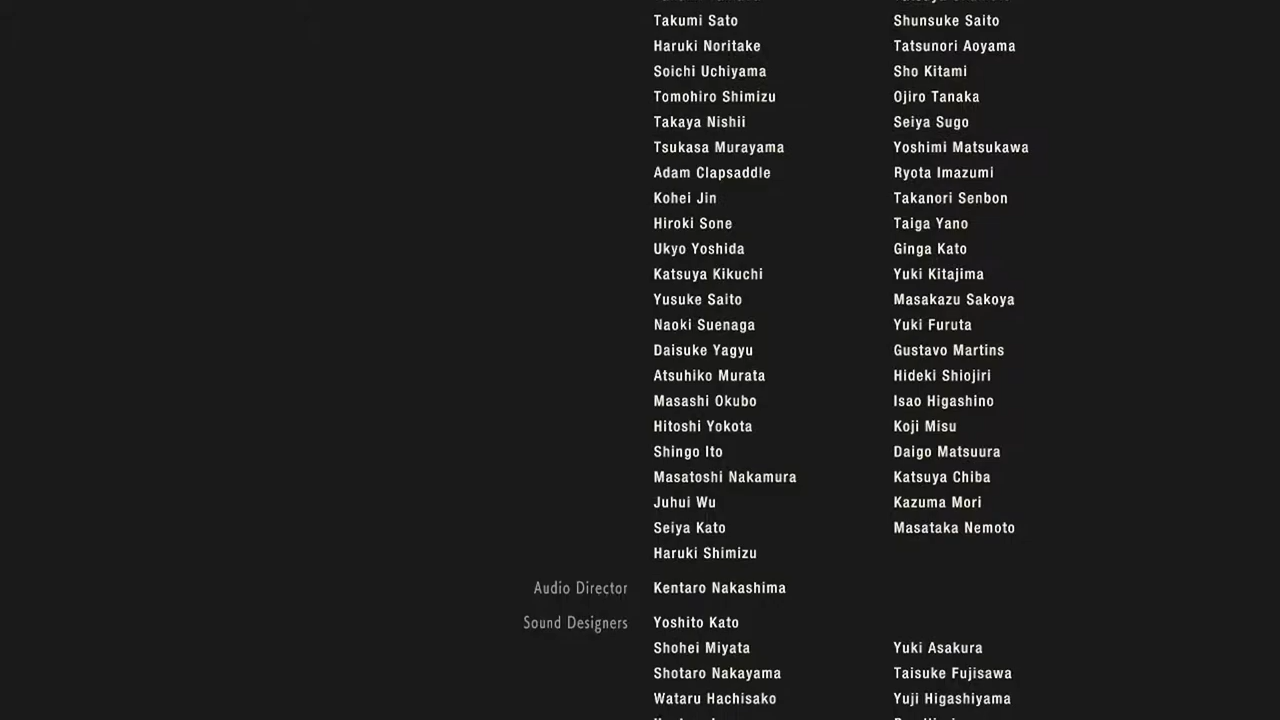 Takumi Sato Shunsuke Saito
Haruki Noritake Tatsunori Aoyama
Soichi Uchiyama Sho Kitami
Tomohiro Shimizu Ojiro Tanaka
Takaya Nishii Seiya Sugo
Tsukasa Murayama Yoshimi Matsukawa
Adam Clapsaddle Ryota Imazumi
Kohei Jin Takanori Senbon
Hiroki Sone Taiga Yano
Ukyo Yoshida Ginga Kato
Katsuya Kikuchi Yuki Kitajima
Yusuke Saito Masakazu Sakoya
Naoki Suenaga Yuki Furuta
Daisuke Yagyu Gustavo Martins
Atsuhiko Murata Hideki Shiojiri
Masashi Okubo Isao Higashino
Hitoshi Yokota Koji Misu
Shingo Ito Daigo Matsuura
Masatoshi Nakamura Katsuya Chiba
Juhui Wu Kazuma Mori
Seiya Kato Masataka Nemoto
Haruki Shimizu
Audio Director Kentaro Nakashima
Sound Designers Yoshito Kato
Shohei Miyata Yuki Asakura
Shotaro Nakayama Taisuke Fujisawa
Wataru Hachisako Yuji Higashiyama